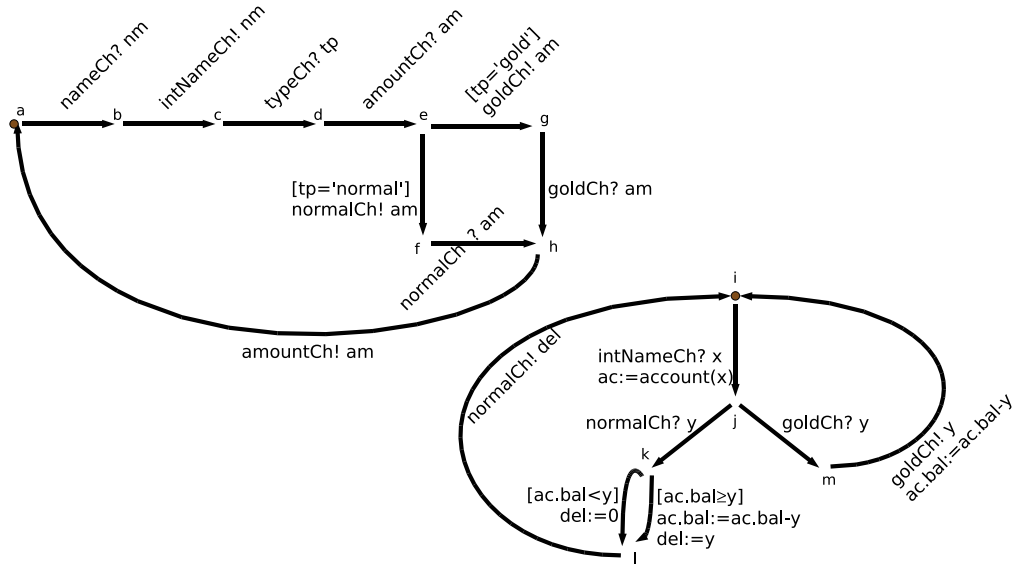 nameCh? nm
intNameCh! nm
typeCh? tp
amountCh? am
[tp='gold']
goldCh! am
a
b
c
d
e
g
[tp='normal']
normalCh! am
goldCh? am
f
normalCh ? am
h
amountCh! am
i
intNameCh? x
ac:=account(x)
normalCh! del
normalCh? y
j
goldCh? y
k
m
goldCh! y
ac.bal:=ac.bal-y
[ac.bal<y]
del:=0
[ac.bal≥y]
ac.bal:=ac.bal-y
del:=y
l